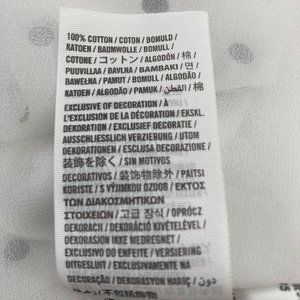 100% COTTON / COTON / BOMULD /
KATOEN / BAUMWOLLE / BOMULL /
COTONE / コットン / ALGODÓN / 棉 /
PUUVILLA / BAVLNA / ΒΑΜΒΑΚΙ / 면 /
BAWEŁNA / PAMUT / BOMULL / ALGODÃO /
KATOEN / ALGODÃO / PAMUK / القطن / 棉
EXCLUSIVE OF DECORATION / À
L'EXCLUSION DE LA DÉCORATION / EKSKL.
DEKORATION / EXCLUSIEF DECORATIE /
AUSSCHLIESSLICH VERZIERUNG / UTOM
DEKORATIONEN / ESCLUSA DECORAZIONE /
装飾を除く / SIN MOTIVOS
DECORATIVOS / 装饰物除外 / PAITSI
KORISTE / S VÝJIMKOU OZDOB / ΕΚΤΟΣ
ΤΩΝ ΔΙΑΚΟΣΜΗΤΙΚΩΝ
ΣΤΟΙΧΕΙΩΝ / 고급 장식 / OPRÓCZ
DEKORACJI / DEKORÁCIÓ KIVÉTELÉVEL /
DEKORASJON IKKE MEDREGNET /
EXCLUSIVO DO ENFEITE / VERSIERING
UITGESLUIT / EXCLUSIVAMENTE NA
DECORAÇÃO / DEKORASYON HARİÇ / دون